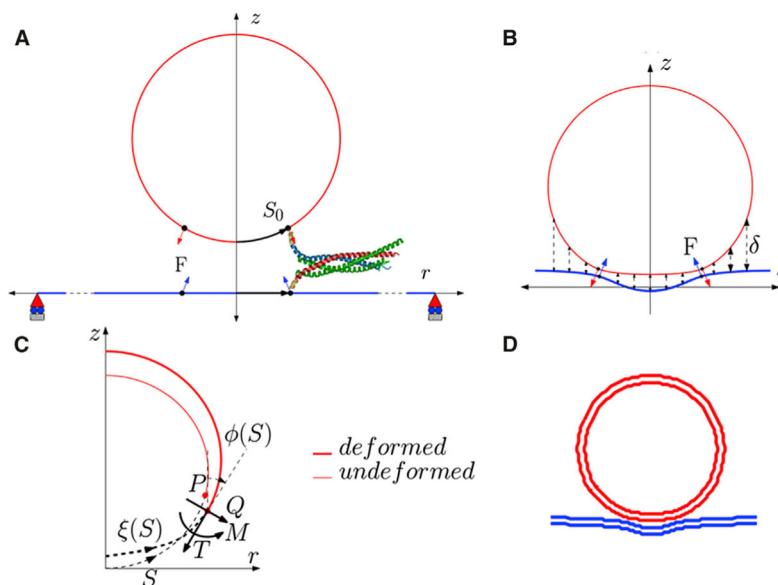 A
z
S₀
F
r
B
z
F
δ
C
z
ϕ(S)
P
Q
M
T
ξ(S)
S
r
deformed
undeformed
D